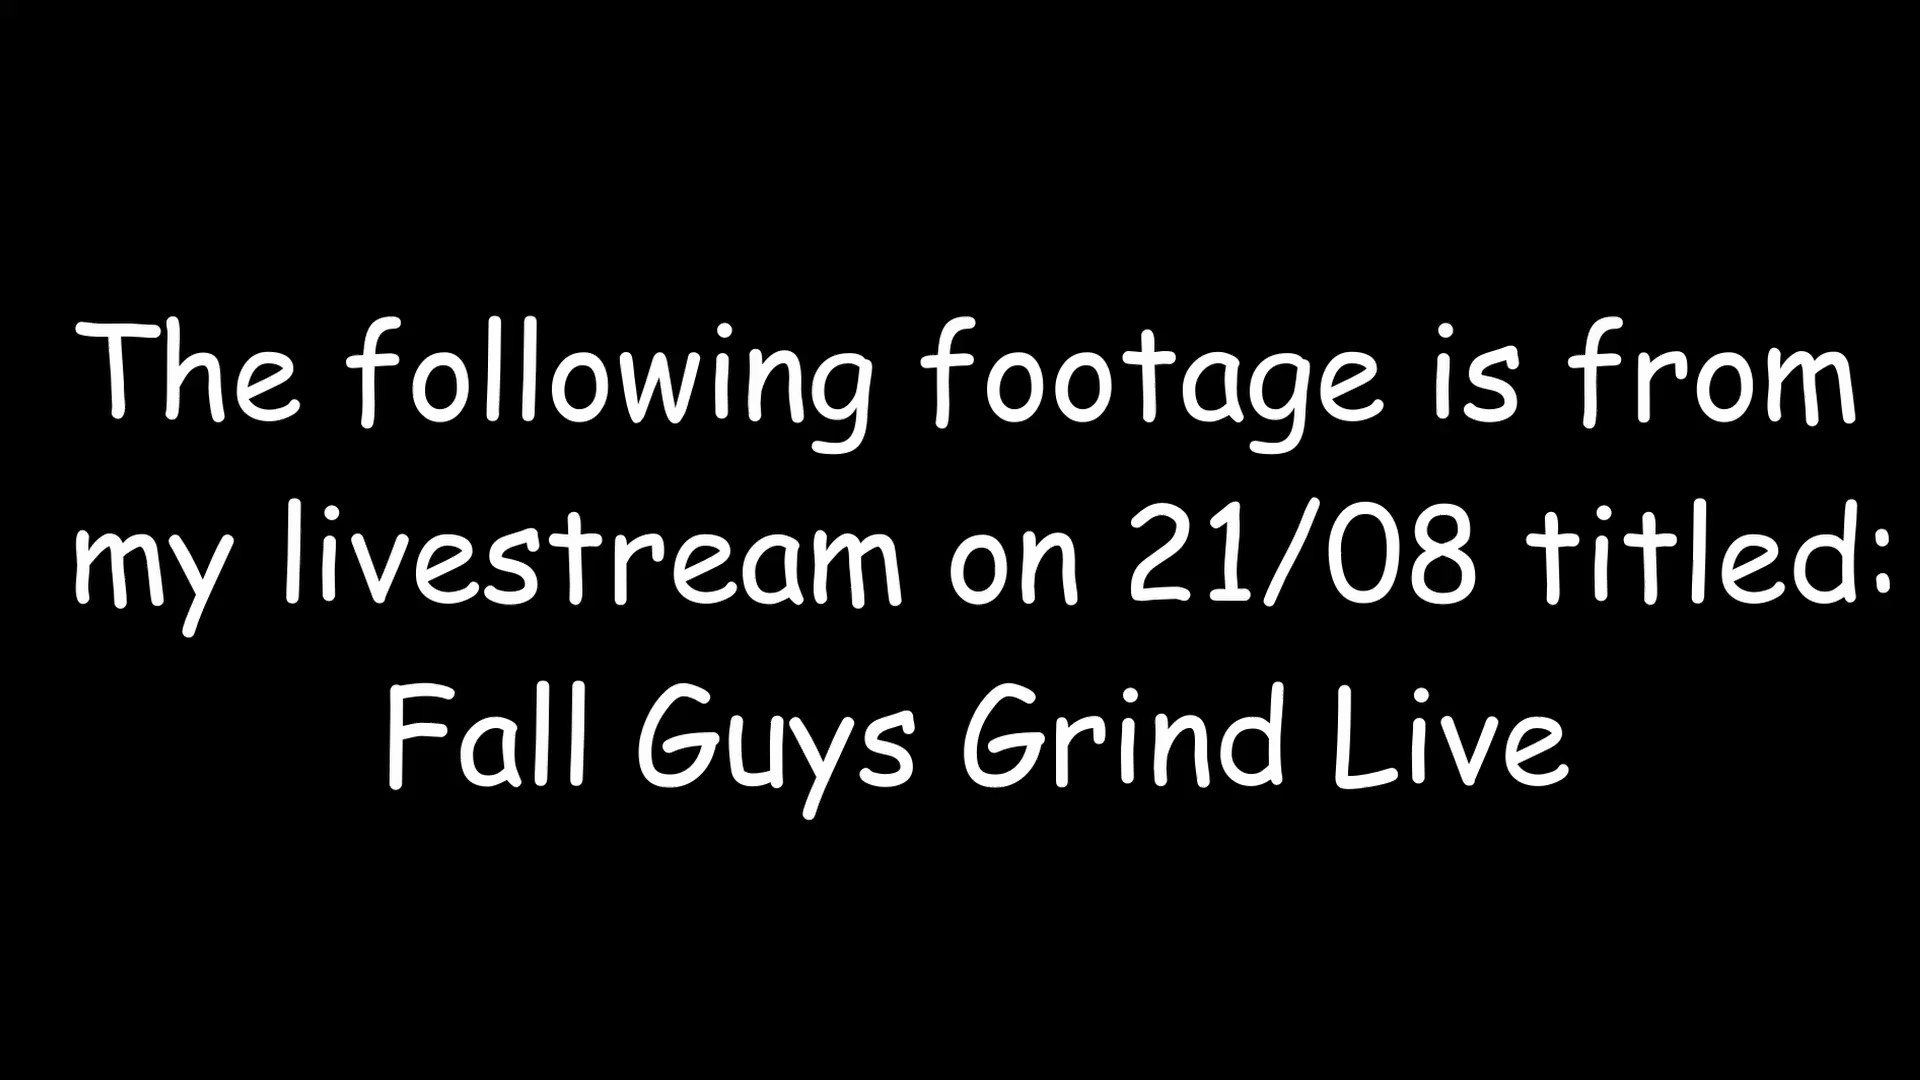 The following footage is from
my livestream on 21/08 titled:
Fall Guys Grind Live